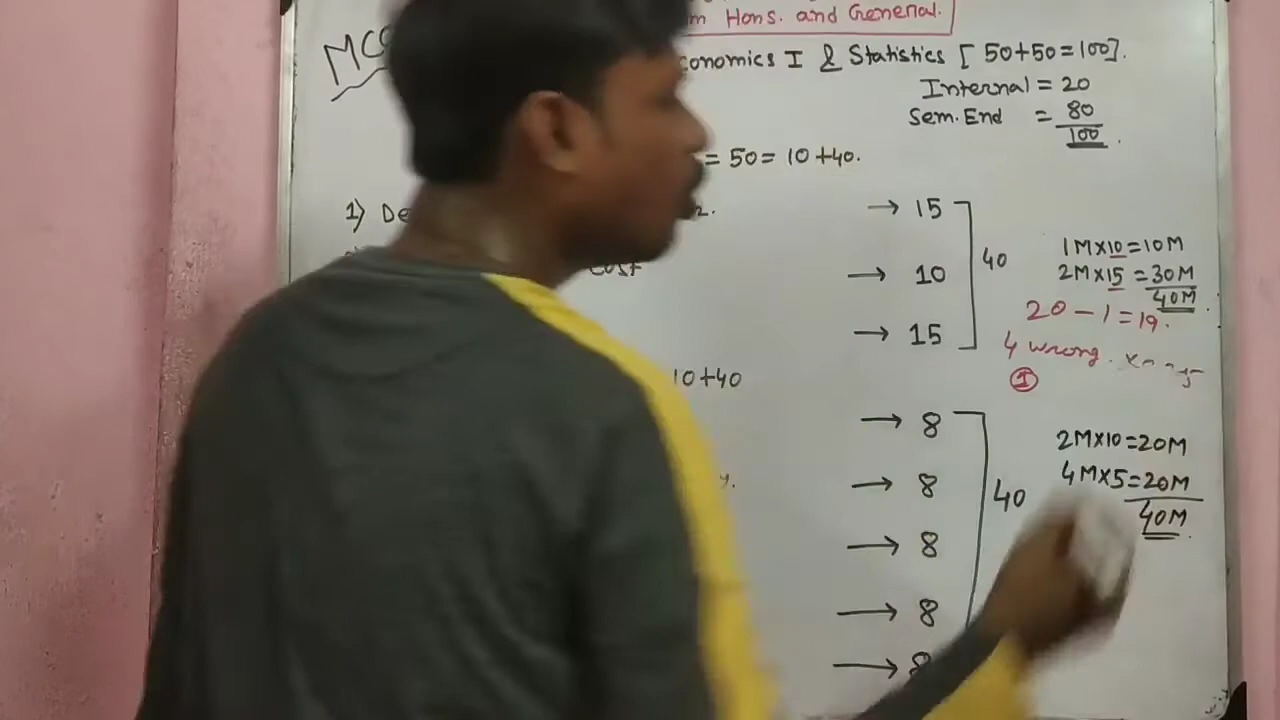 m Hons. and General.
MC
conomics I & Statistics [ 50+50=100].
Internal = 20
Sem. End = 80
100
= 50 = 10+40.
1) De
2. → 15
cost → 10
→ 15
40
1M×10=10M
2M×15=30M
40M
20-1=19.
4 wrong.
1
10+40
→ 8
y. → 8
→ 8
→ 8
→ 8
40
2M×10=20M
4M×5=20M
40M